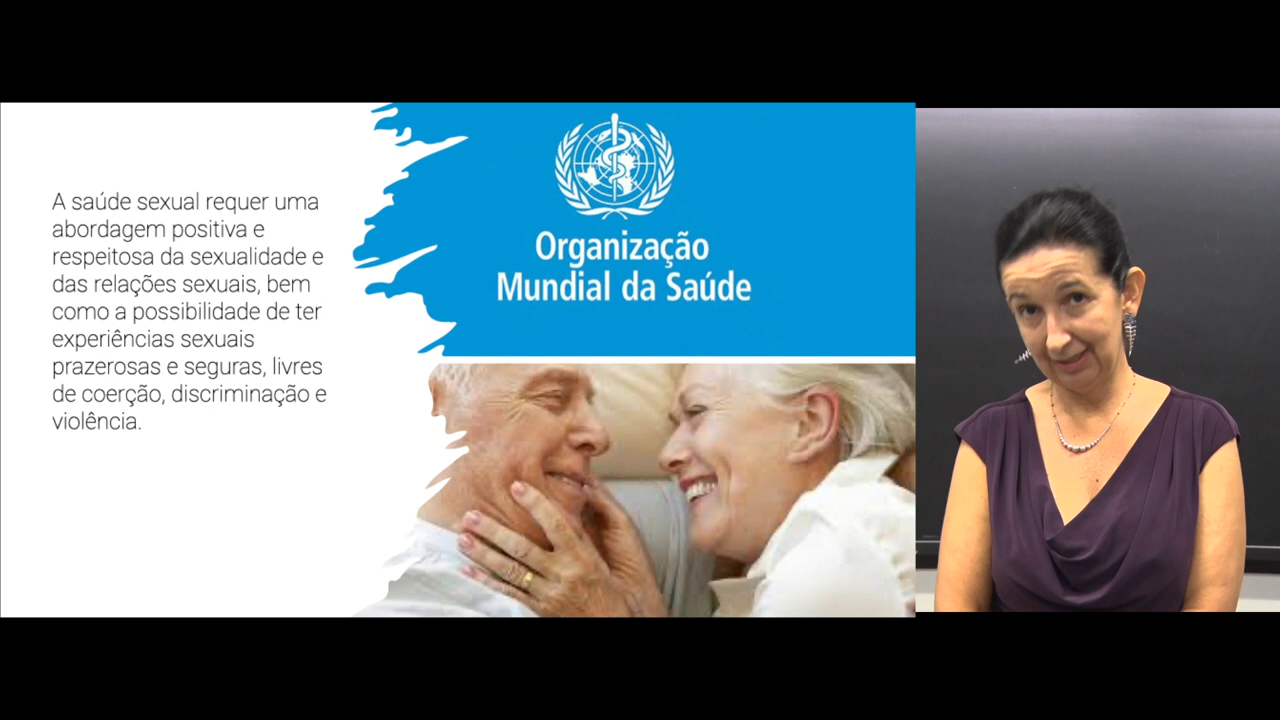 A saúde sexual requer uma
abordagem positiva e
respeitosa da sexualidade e
das relações sexuais, bem
como a possibilidade de ter
experiências sexuais
prazerosas e seguras, livres
de coerção, discriminação e
violência.
Organização
Mundial da Saúde